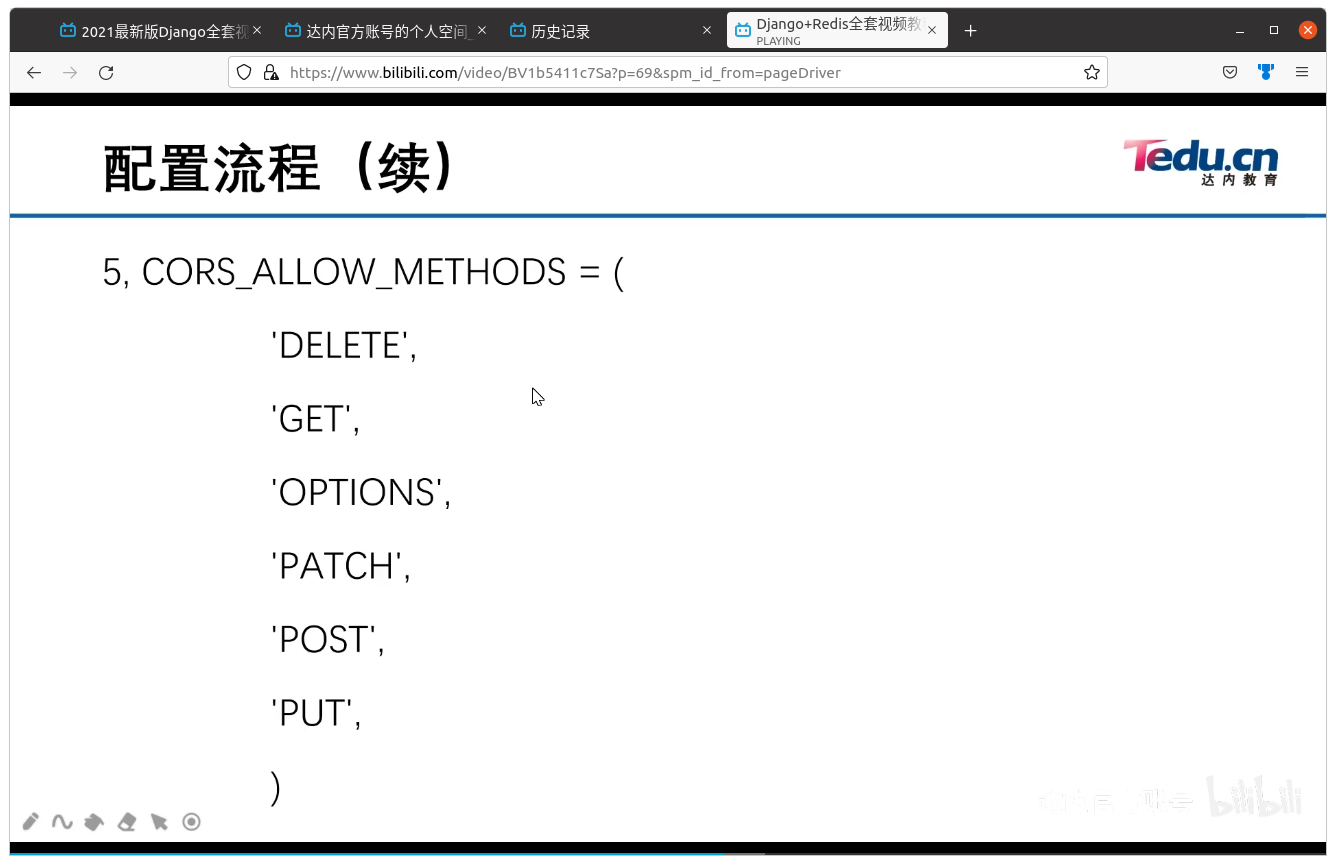 2021最新版Django全套视
达内官方账号的个人空间_
历史记录
Django+Redis全套视频教
PLAYING
https://www.bilibili.com/video/BV1b5411c7Sa?p=69&spm_id_from=pageDriver
配置流程（续）
Tedu.cn
达内教育
5, CORS_ALLOW_METHODS = (
'DELETE',
'GET',
'OPTIONS',
'PATCH',
'POST',
'PUT',
)
bilibili